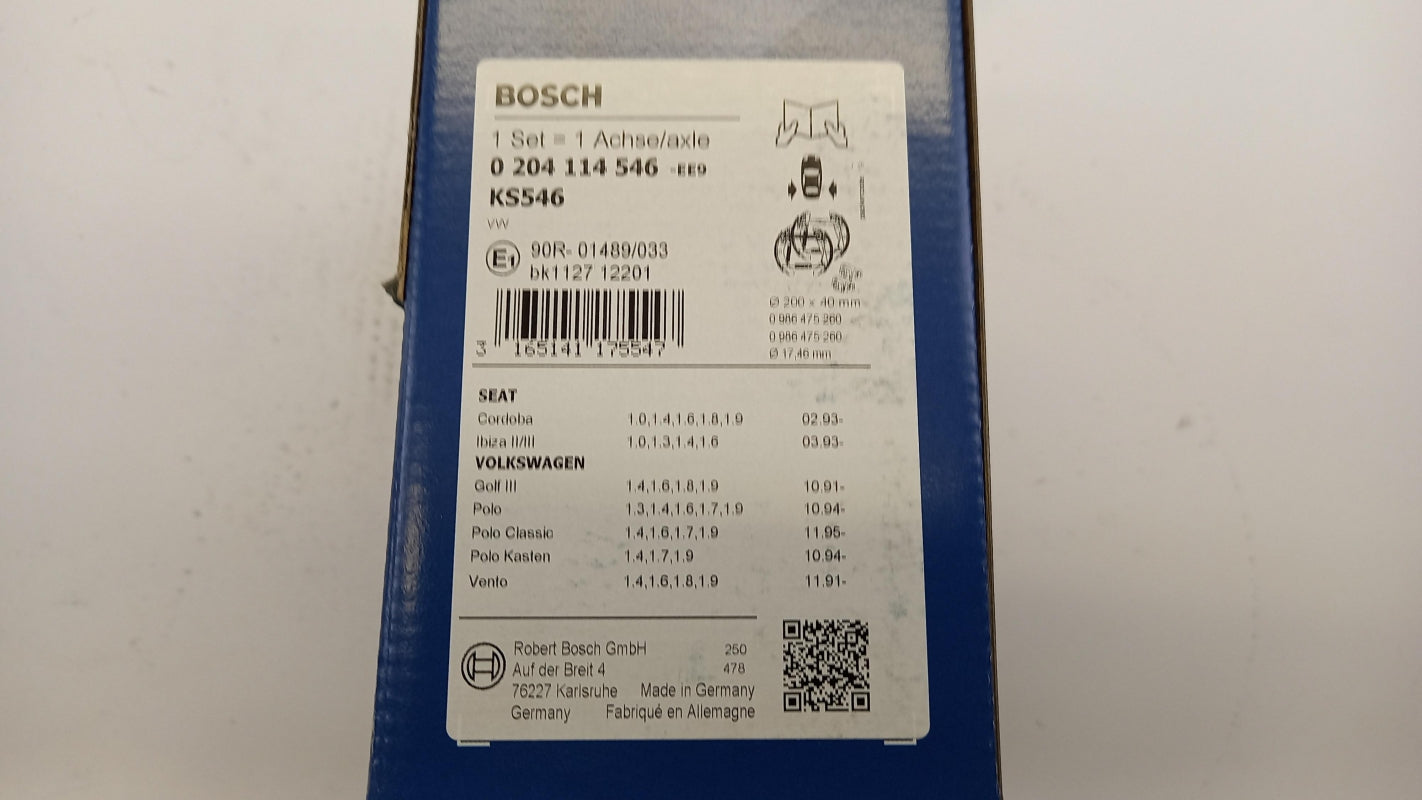 BOSCH
1 Set = 1 Achse/axle
0 204 114 546 -EE9
KS546
VW
E1 90R- 01489/033
bk1127 12201
3 165141 175547
Ø 200 x 40 mm
0 986 475 260
0 986 475 260
Ø 17,46 mm
SEAT
Cordoba 1.0,1.4,1.6,1.8,1.9 02.93-
Ibiza II/III 1.0,1.3,1.4,1.6 03.93-
VOLKSWAGEN
Golf III 1.4,1.6,1.8,1.9 10.91-
Polo 1.3,1.4,1.6,1.7,1.9 10.94-
Polo Classic 1.4,1.6,1.7,1.9 11.95-
Polo Kasten 1.4,1.7,1.9 10.94-
Vento 1.4,1.6,1.8,1.9 11.91-
Robert Bosch GmbH 250
Auf der Breit 4 478
76227 Karlsruhe Made in Germany
Germany Fabriqué en Allemagne